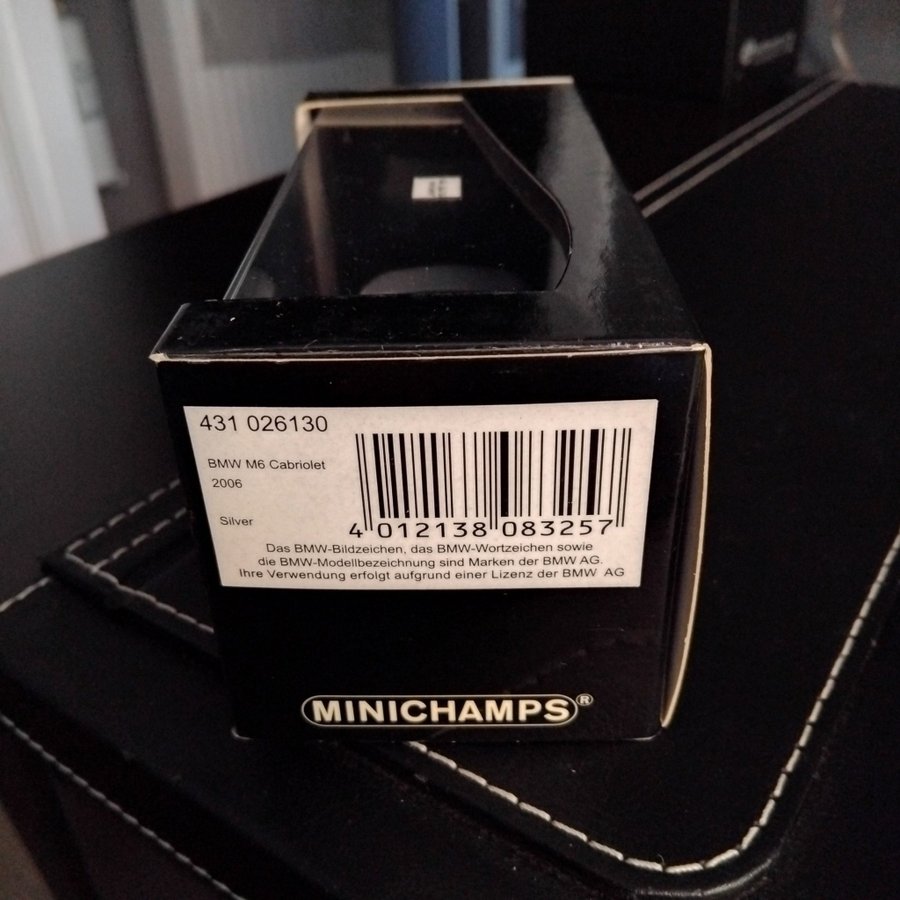 431 026130
BMW M6 Cabriolet
2006
Silver
4 012138 083257
Das BMW-Bildzeichen, das BMW-Wortzeichen sowie
die BMW-Modellbezeichnung sind Marken der BMW AG.
Ihre Verwendung erfolgt aufgrund einer Lizenz der BMW AG
MINICHAMPS®